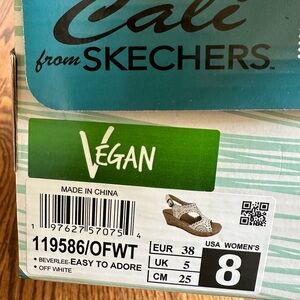 Cali
from SKECHERS
VEGAN
MADE IN CHINA
1 97627 57075 4
119586/OFWT
• BEVERLEE-EASY TO ADORE
• OFF WHITE
EUR 38
UK 5
CM 25
USA WOMEN'S
8